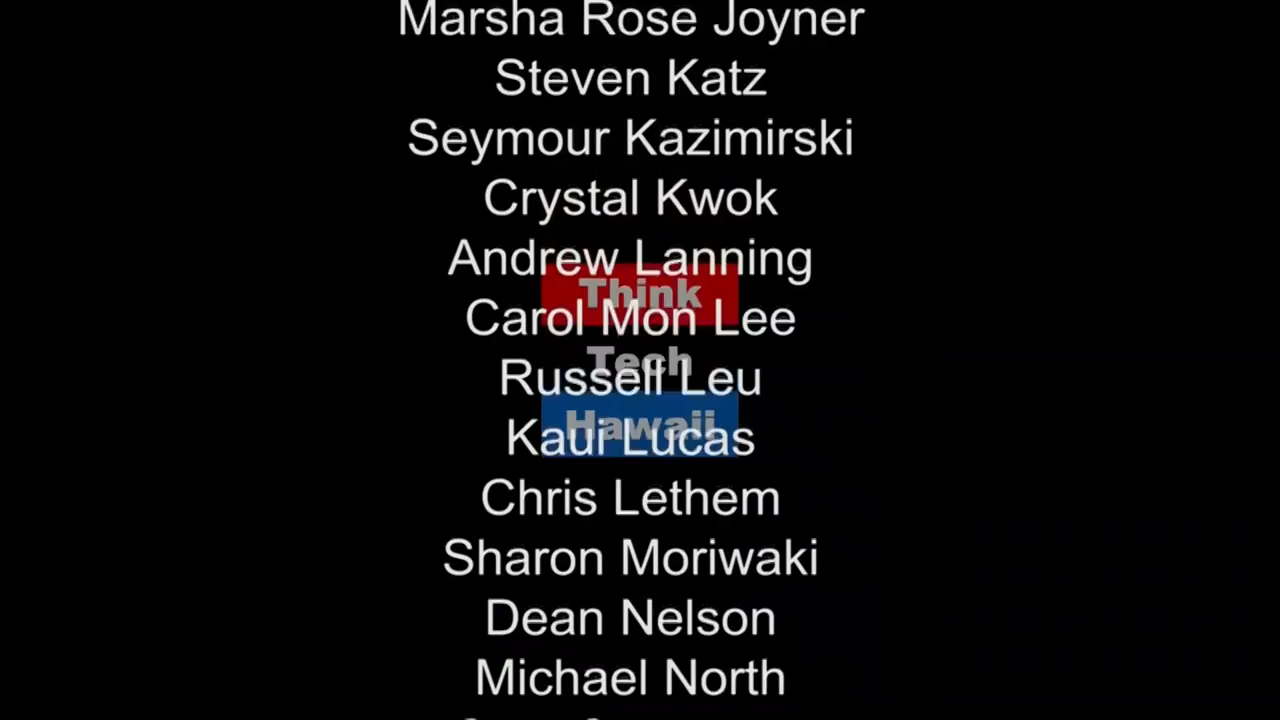 Marsha Rose Joyner
Steven Katz
Seymour Kazimirski
Crystal Kwok
Andrew Lanning
Think
Carol Mon Lee
Tech
Russell Leu
Hawaii
Kaui Lucas
Chris Lethem
Sharon Moriwaki
Dean Nelson
Michael North